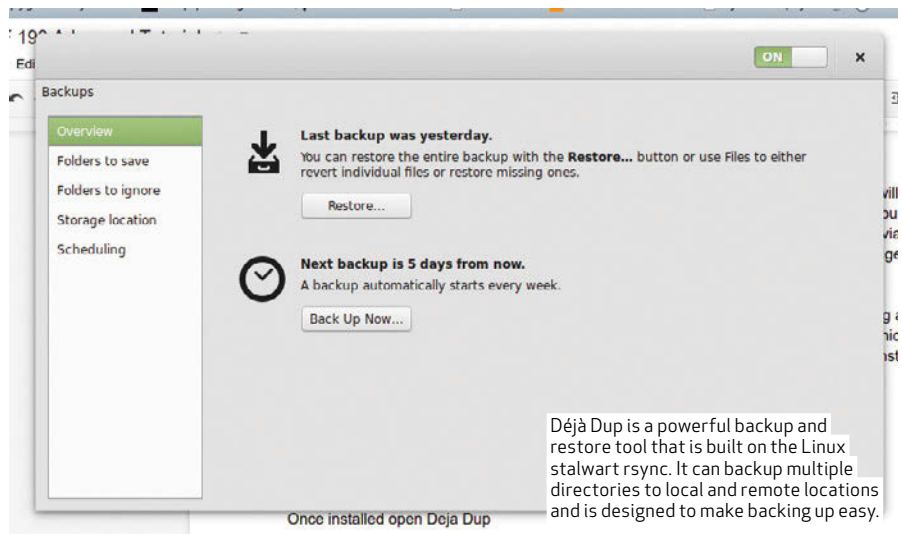 ON
Backups
Overview
Folders to save
Folders to ignore
Storage location
Scheduling
Last backup was yesterday.
You can restore the entire backup with the Restore... button or use Files to either
revert individual files or restore missing ones.
Restore...
Next backup is 5 days from now.
A backup automatically starts every week.
Back Up Now...
Déjà Dup is a powerful backup and
restore tool that is built on the Linux
stalwart rsync. It can backup multiple
directories to local and remote locations
and is designed to make backing up easy.
Once installed open Deja Dup